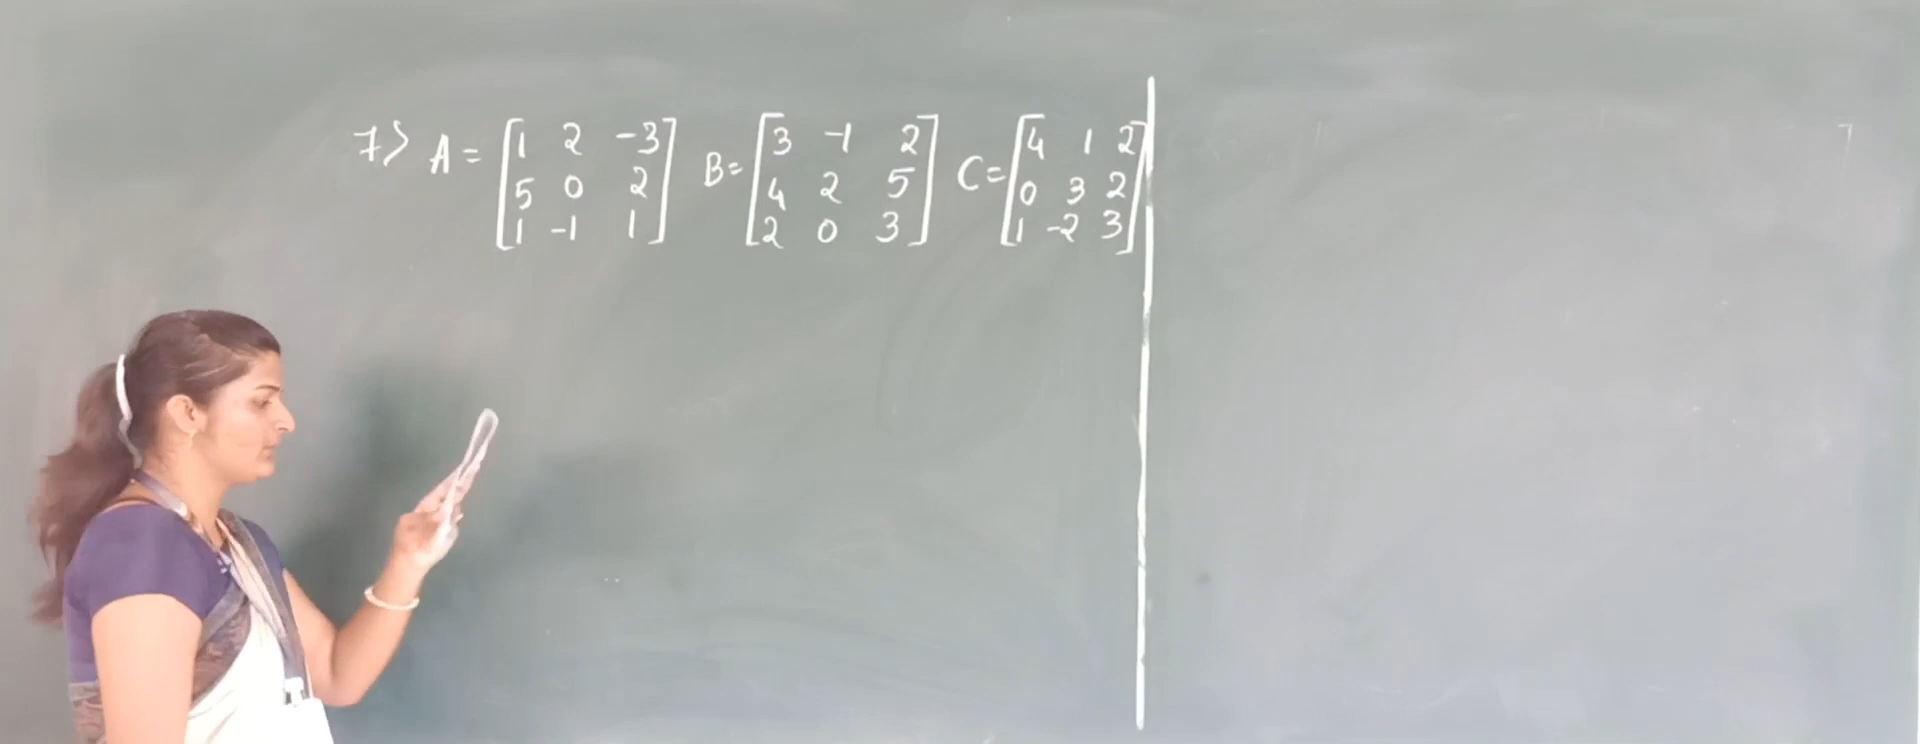 7> A = [1 2 -3] B= [3 -1 2] C= [4 1 2]
[5 0 2] [4 2 5] [0 3 2]
[1 -1 1] [2 0 3] [1 -2 3]